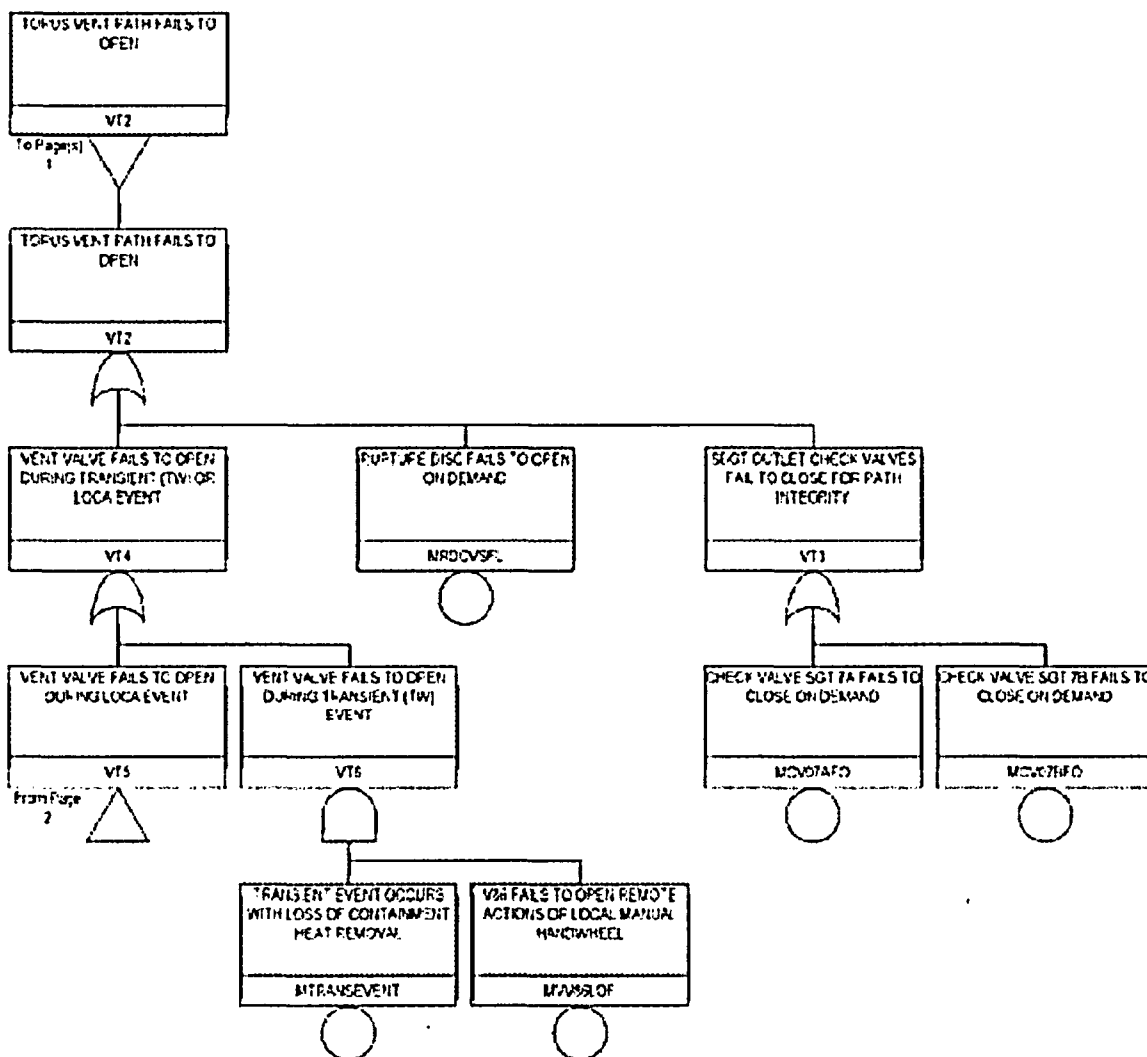 TORUS VENT PATH FAILS TO
OPEN
VT2
To Page(s)
1
TORUS VENT PATH FAILS TO
OPEN
VT2
VENT VALVE FAILS TO OPEN
DURING TRANSIENT (TW) OR
LOCA EVENT
VT4
RUPTURE DISC FAILS TO OPEN
ON DEMAND
SBGT OUTLET CHECK VALVES
FAIL TO CLOSE FOR PATH
INTEGRITY
VT3
VENT VALVE FAILS TO OPEN
DURING LOCA EVENT
VT5
From Page
2
VENT VALVE FAILS TO OPEN
DURING TRANSIENT (TW)
EVENT
VT6
CHECK VALVE SGT 7A FAILS TO
CLOSE ON DEMAND
MCV07AFO
CHECK VALVE SGT 7B FAILS TO
CLOSE ON DEMAND
MCV07BFO
TRANSIENT EVENT OCCURS
WITH LOSS OF CONTAINMENT
HEAT REMOVAL
MTRANSEVENT
V86 FAILS TO OPEN REMOTE
ACTIONS OR LOCAL MANUAL
HANDWHEEL